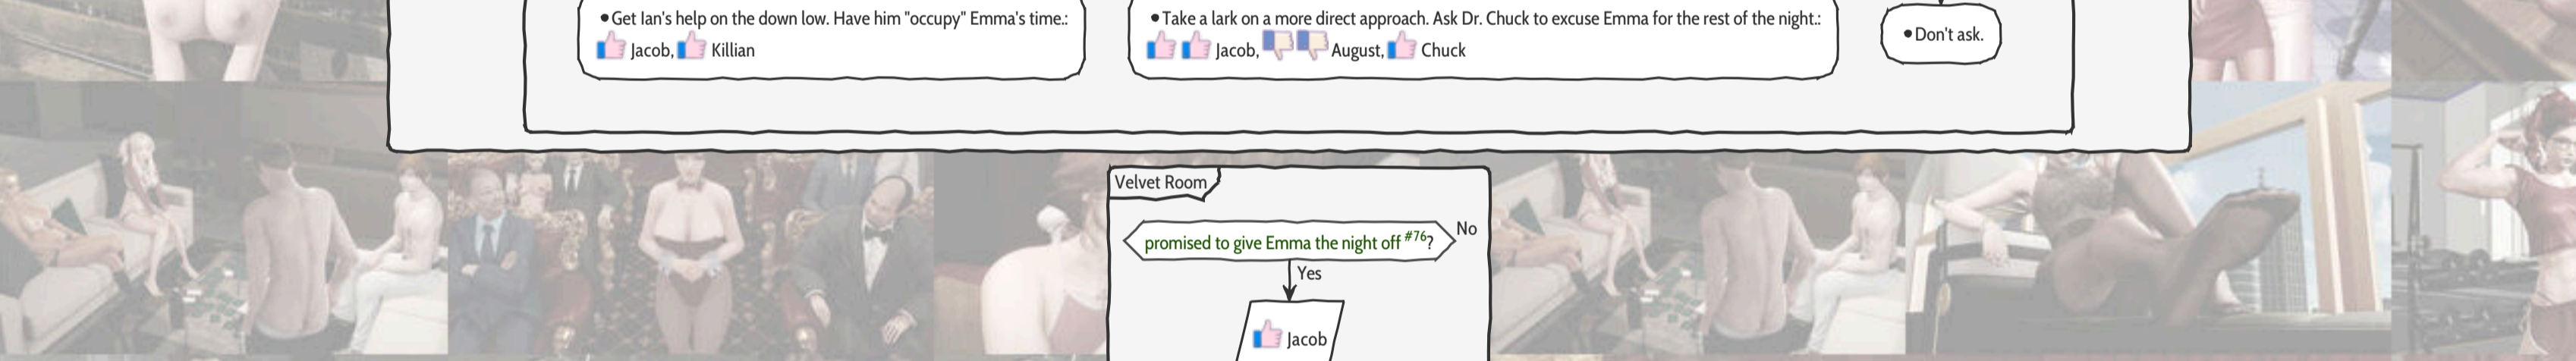 •Get Ian's help on the down low. Have him "occupy" Emma's time.:
Jacob, Killian
•Take a lark on a more direct approach. Ask Dr. Chuck to excuse Emma for the rest of the night.:
Jacob, August, Chuck
•Don't ask.
Velvet Room
promised to give Emma the night off #76?
No
Yes
Jacob